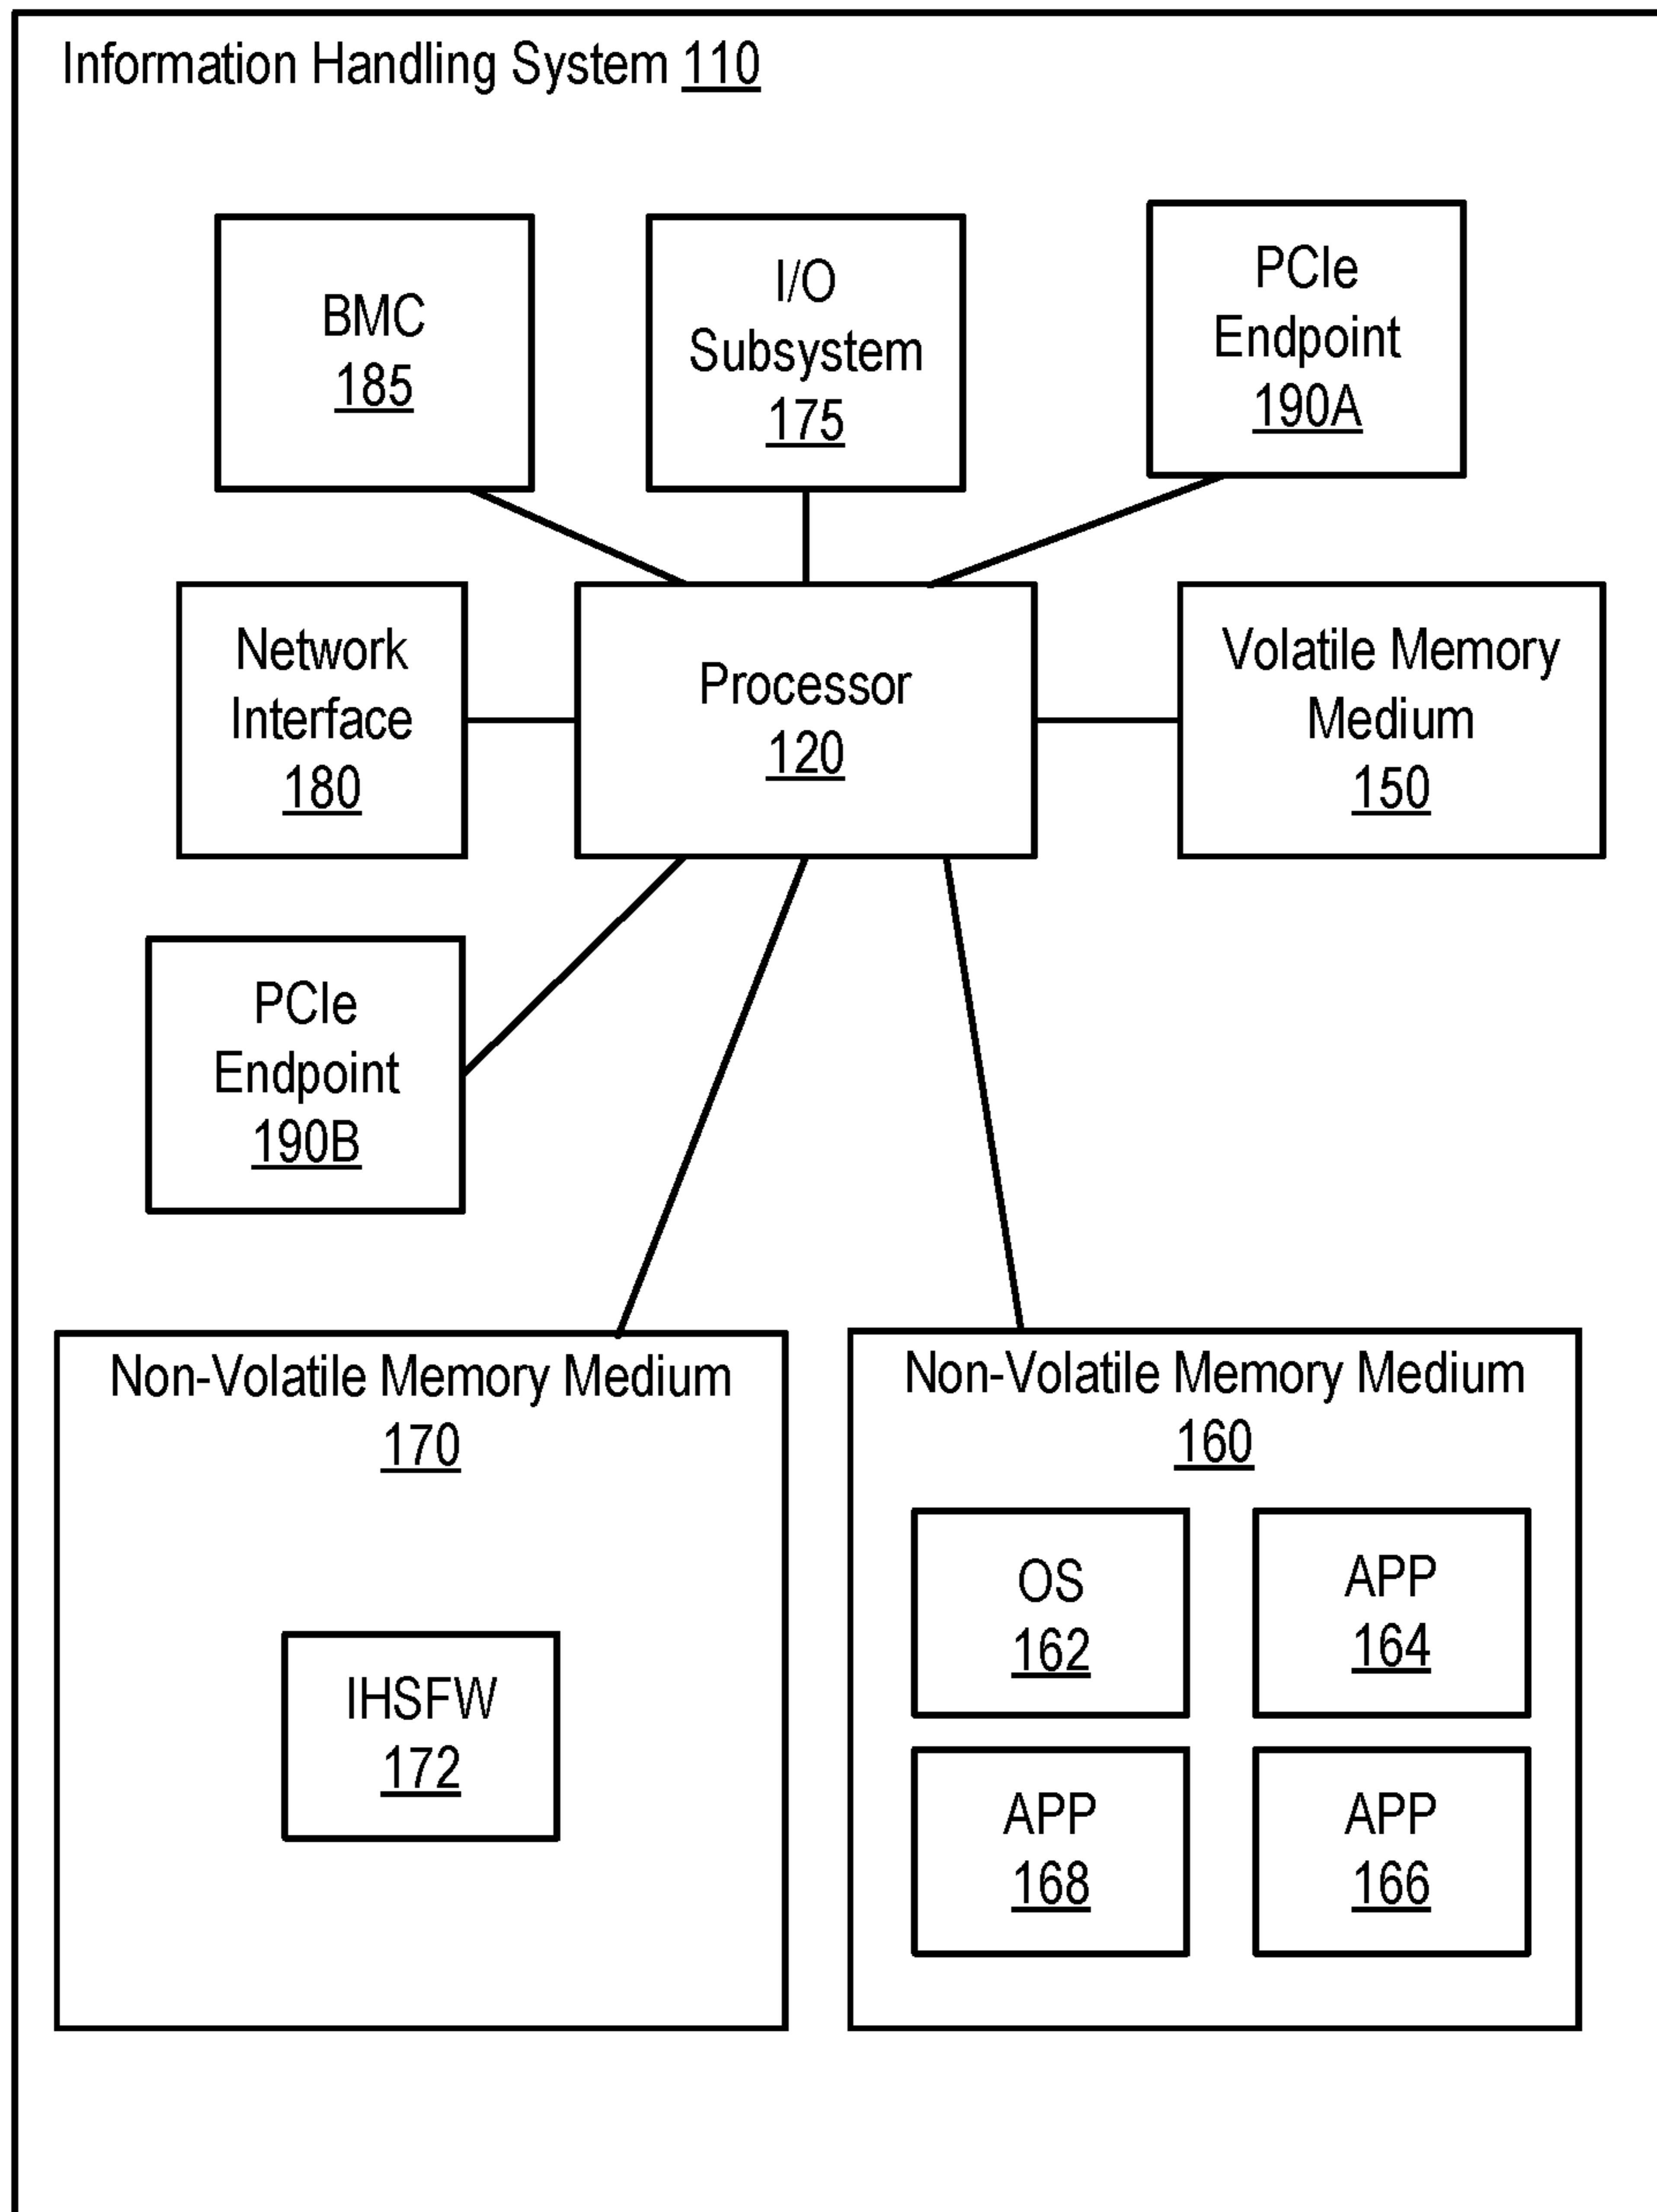 Information Handling System 110
BMC
185
I/O
Subsystem
175
PCIe
Endpoint
190A
Network
Interface
180
Processor
120
Volatile Memory
Medium
150
PCIe
Endpoint
190B
Non-Volatile Memory Medium
170
IHSFW
172
Non-Volatile Memory Medium
160
OS
162
APP
164
APP
168
APP
166